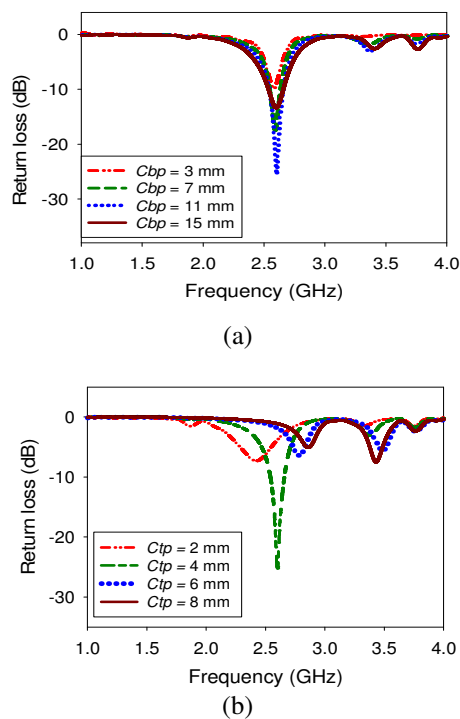 0
-10
-20
-30
Return loss (dB)
Cbp = 3 mm
Cbp = 7 mm
Cbp = 11 mm
Cbp = 15 mm
1.0 1.5 2.0 2.5 3.0 3.5 4.0
Frequency (GHz)
(a)
0
-10
-20
-30
Return loss (dB)
Ctp = 2 mm
Ctp = 4 mm
Ctp = 6 mm
Ctp = 8 mm
1.0 1.5 2.0 2.5 3.0 3.5 4.0
Frequency (GHz)
(b)